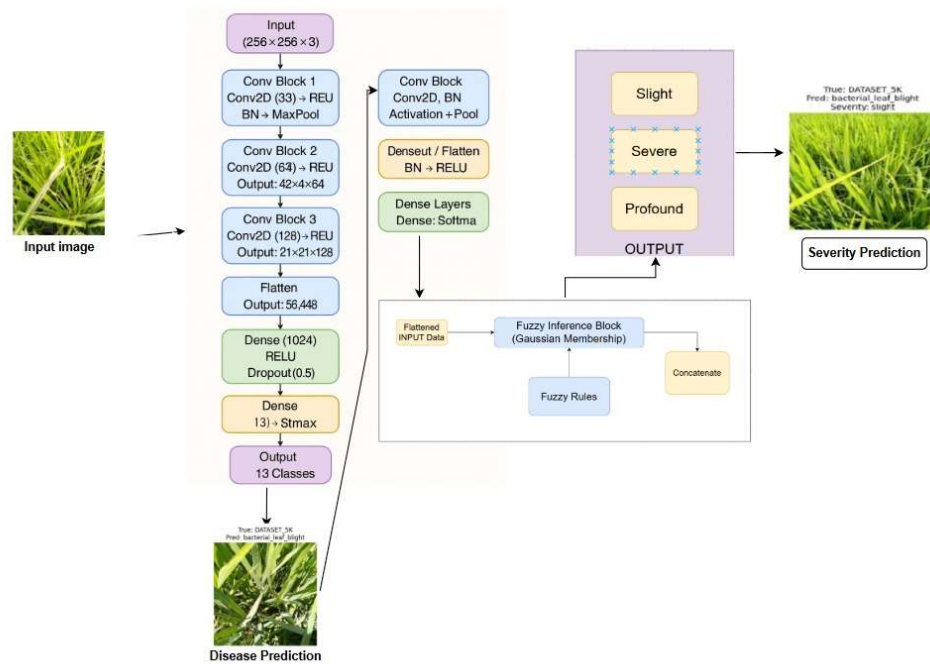 Input
(256×256×3)
Conv Block 1
Conv2D (33)→REU
BN→MaxPool
Conv Block 2
Conv2D (64)→REU
Output: 42×4×64
Conv Block 3
Conv2D (128)→REU
Output: 21×21×128
Flatten
Output: 56,448
Dense (1024)
RELU
Dropout (0.5)
Dense
13)→Stmax
Output
13 Classes
Input image
True: DATASET_5K
Pred: bacterial_leaf_blight
Disease Prediction
Conv Block
Conv2D, BN
Activation+Pool
Denseut / Flatten
BN → RELU
Dense Layers
Dense: Softma
Flattened
INPUT Data
Fuzzy Inference Block
(Gaussian Membership)
Fuzzy Rules
Concatenate
Slight
Severe
Profound
OUTPUT
True: DATASET_5K
Pred: bacterial_leaf_blight
Severity: slight
Severity Prediction